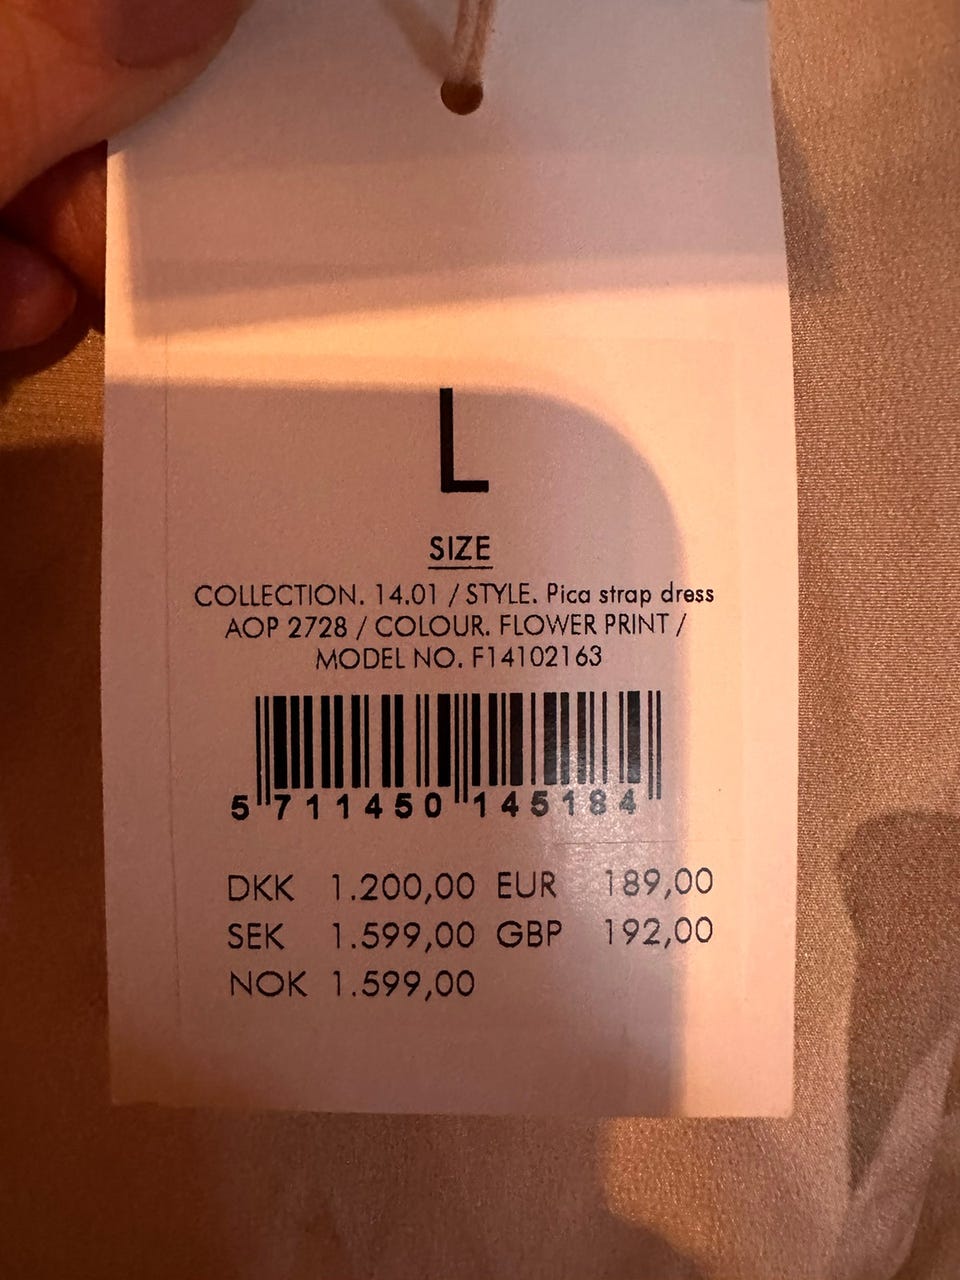 L
SIZE
COLLECTION. 14.01 / STYLE. Pica strap dress
AOP 2728 / COLOUR. FLOWER PRINT /
MODEL NO. F14102163
5 711450 145184
DKK 1.200,00 EUR 189,00
SEK 1.599,00 GBP 192,00
NOK 1.599,00